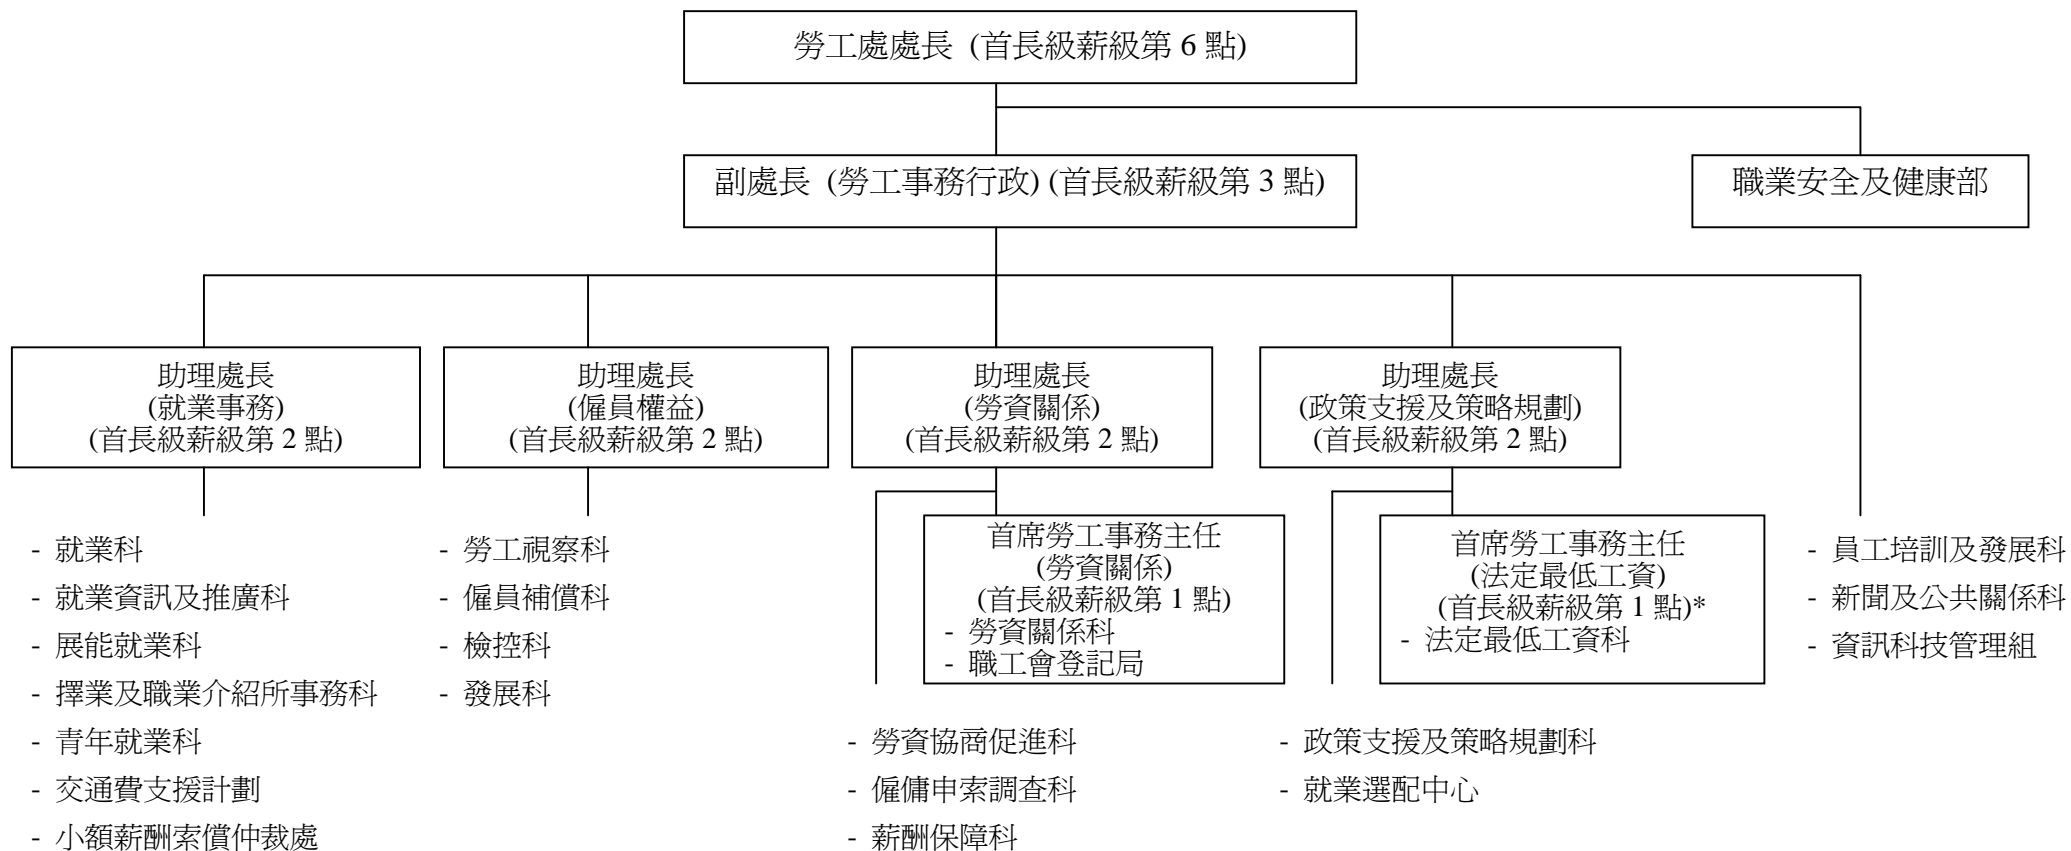 勞工處處長 (首長級薪級第 6 點)
副處長 (勞工事務行政) (首長級薪級第 3 點)
職業安全及健康部
助理處長
(就業事務)
(首長級薪級第 2 點)
助理處長
(僱員權益)
(首長級薪級第 2 點)
助理處長
(勞資關係)
(首長級薪級第 2 點)
助理處長
(政策支援及策略規劃)
(首長級薪級第 2 點)
- 就業科
- 就業資訊及推廣科
- 展能就業科
- 擇業及職業介紹所事務科
- 青年就業科
- 交通費支援計劃
- 小額薪酬索償仲裁處
- 勞工視察科
- 僱員補償科
- 檢控科
- 發展科
首席勞工事務主任
(勞資關係)
(首長級薪級第 1 點)
- 勞資關係科
- 職工會登記局
- 勞資協商促進科
- 僱傭申索調查科
- 薪酬保障科
首席勞工事務主任
(法定最低工資)
(首長級薪級第 1 點)*
- 法定最低工資科
- 政策支援及策略規劃科
- 就業選配中心
- 員工培訓及發展科
- 新聞及公共關係科
- 資訊科技管理組